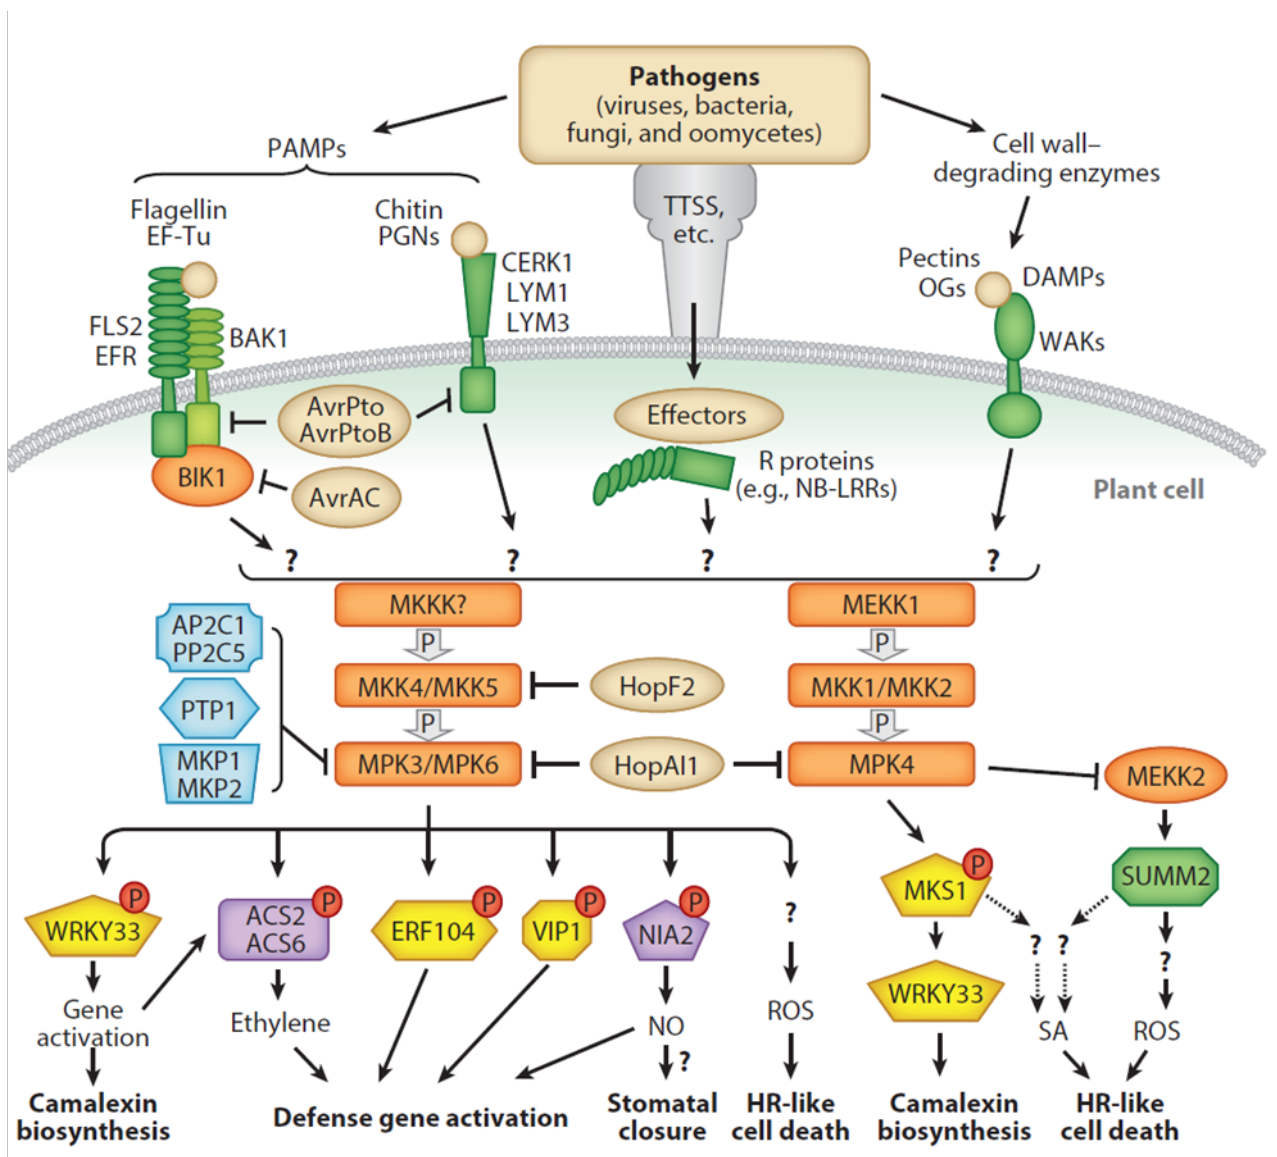 Pathogens
(viruses, bacteria,
fungi, and oomycetes)
PAMPs
Cell wall–
degrading enzymes
Flagellin
EF-Tu
Chitin
PGNs
TTSS,
etc.
CERK1
LYM1
LYM3
Pectins
OGs
DAMPs
FLS2
EFR
BAK1
WAKs
AvrPto
AvrPtoB
Effectors
BIK1
AvrAC
R proteins
(e.g., NB-LRRs)
Plant cell
?
?
?
?
MKKK?
MEKK1
AP2C1
PP2C5
P
P
MKK4/MKK5
HopF2
MKK1/MKK2
PTP1
P
P
MKP1
MKP2
MPK3/MPK6
HopAI1
MPK4
MEKK2
MKS1
P
SUMM2
WRKY33
P
ACS2
ACS6
P
ERF104
P
VIP1
P
NIA2
P
?
?
?
?
WRKY33
Gene
activation
Ethylene
NO
ROS
SA
ROS
?
Camalexin
biosynthesis
Defense gene activation
Stomatal
closure
HR-like
cell death
Camalexin
biosynthesis
HR-like
cell death